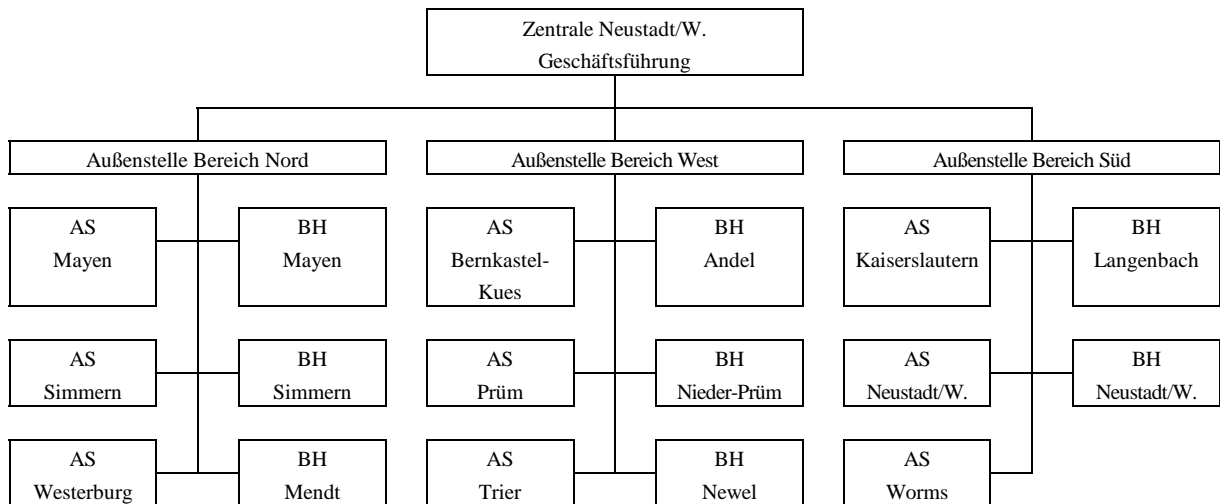 Zentrale Neustadt/W.
Geschäftsführung
Außenstelle Bereich Nord
Außenstelle Bereich West
Außenstelle Bereich Süd
AS
Mayen
BH
Mayen
AS
Bernkastel-
Kues
BH
Andel
AS
Kaiserslautern
BH
Langenbach
AS
Simmern
BH
Simmern
AS
Prüm
BH
Nieder-Prüm
AS
Neustadt/W.
BH
Neustadt/W.
AS
Westerburg
BH
Mendt
AS
Trier
BH
Newel
AS
Worms